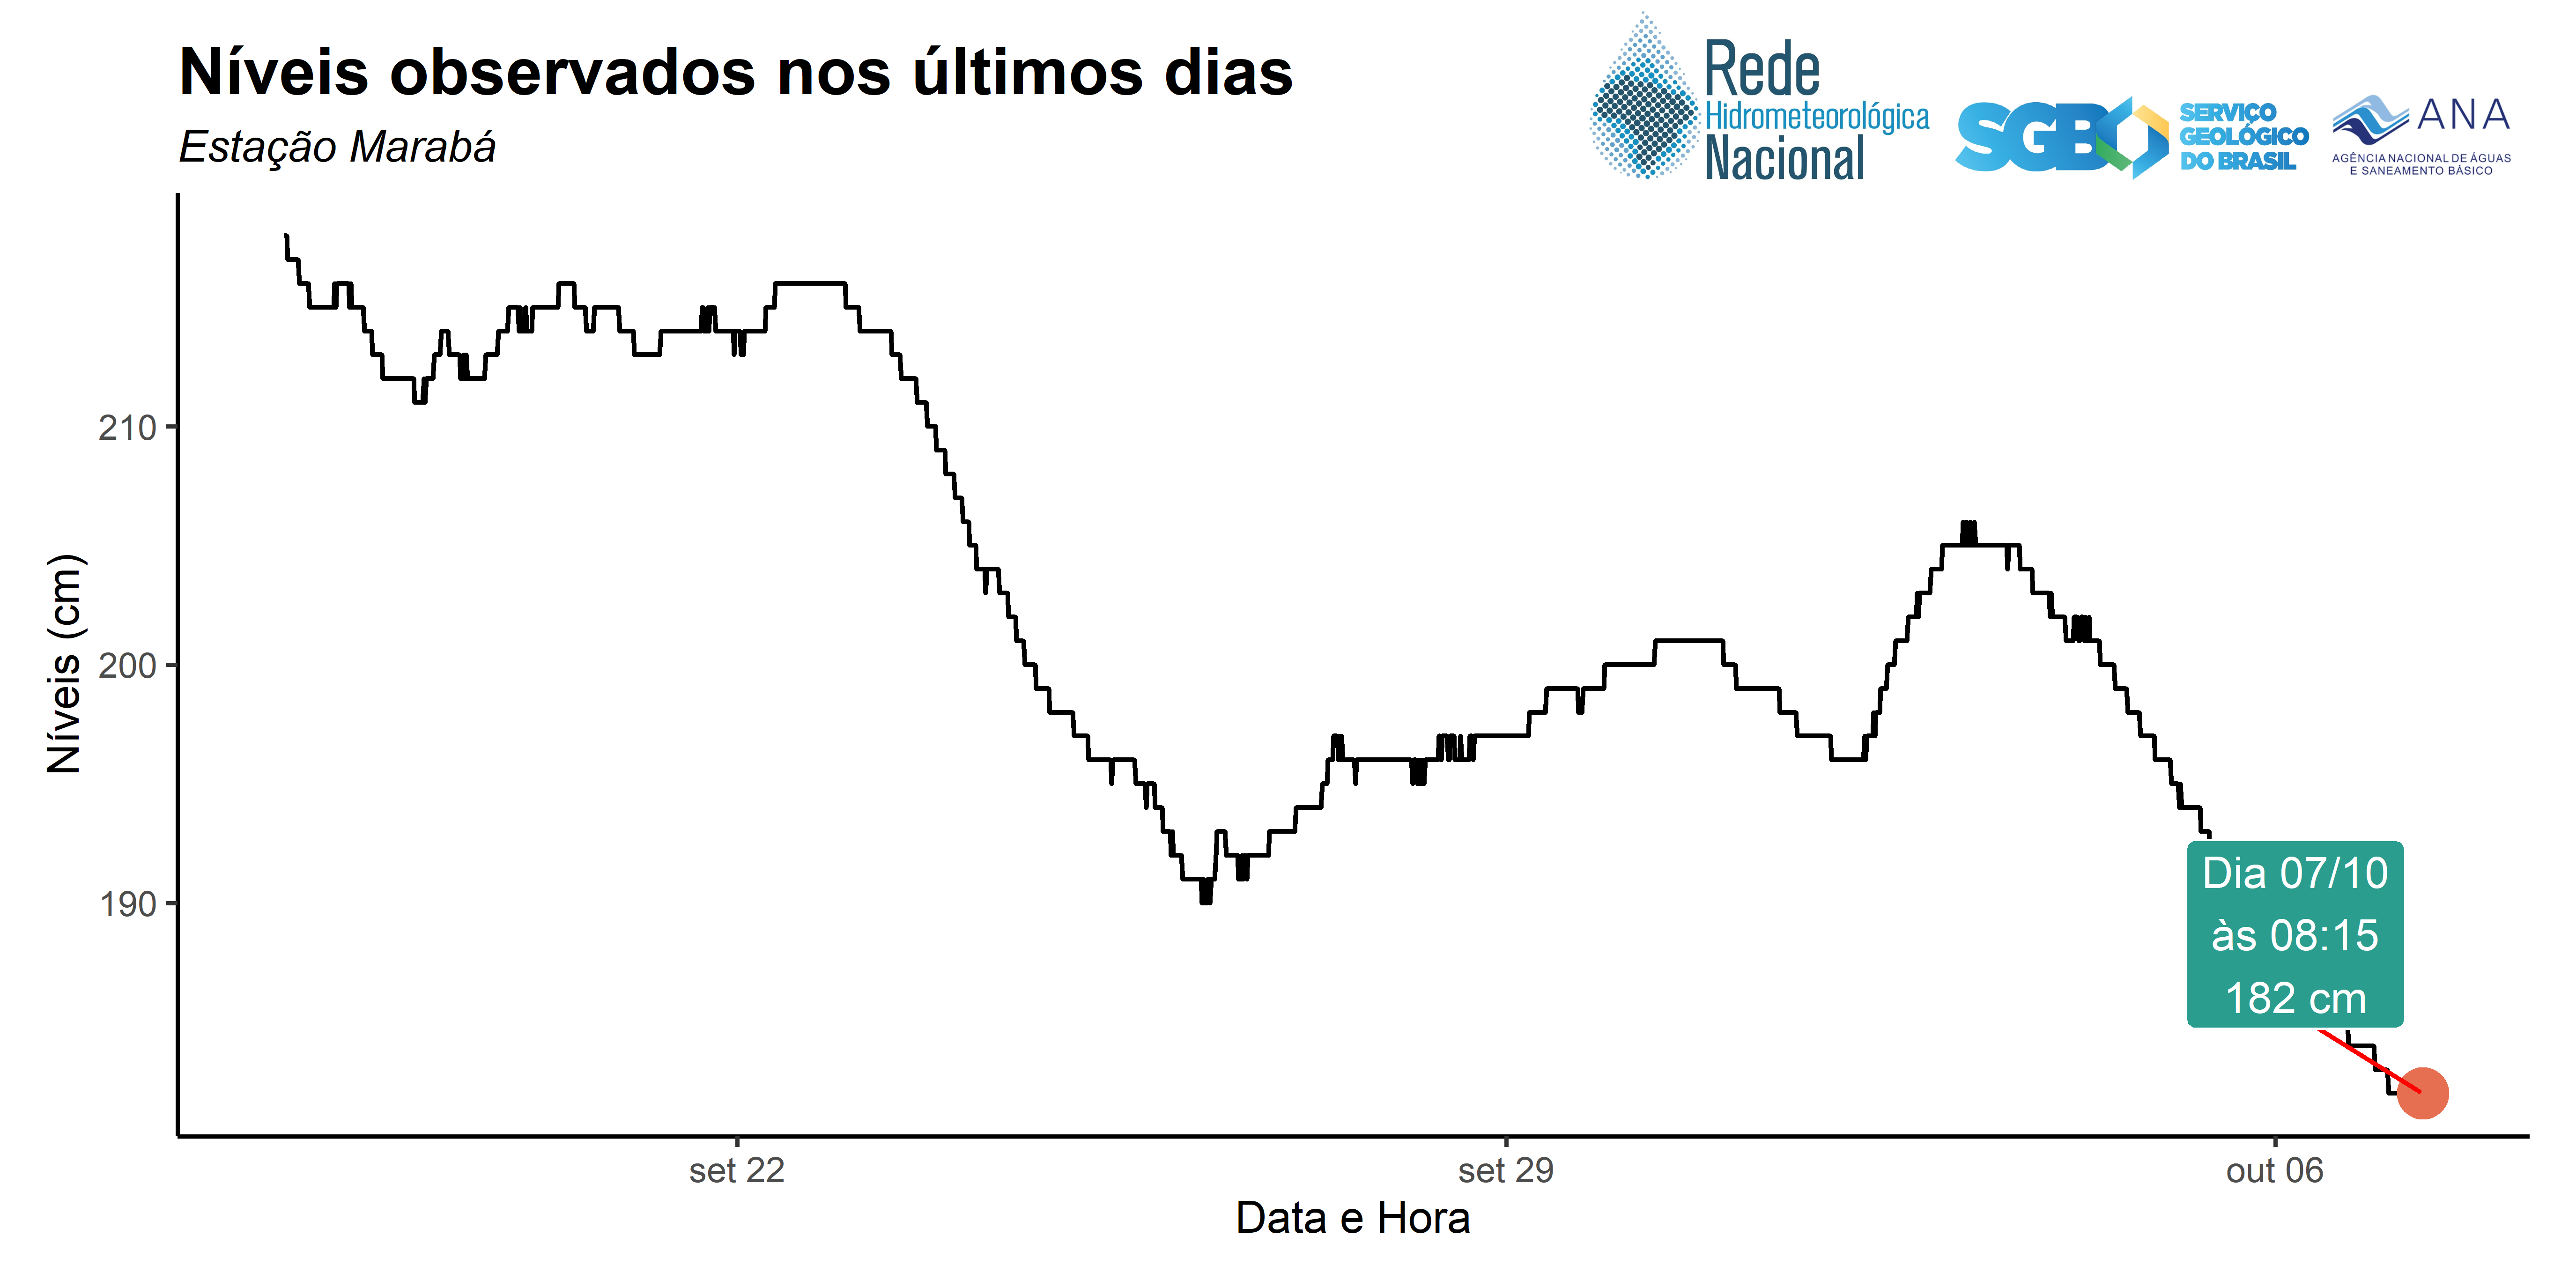 Níveis observados nos últimos dias
Estação Marabá
Rede
Hidrometeorológica
Nacional
SGB
SERVIÇO
GEOLÓGICO
DO BRASIL
ANA
AGÊNCIA NACIONAL DE ÁGUAS
E SANEAMENTO BÁSICO
Níveis (cm)
210
200
190
Dia 07/10
às 08:15
182 cm
set 22
set 29
out 06
Data e Hora